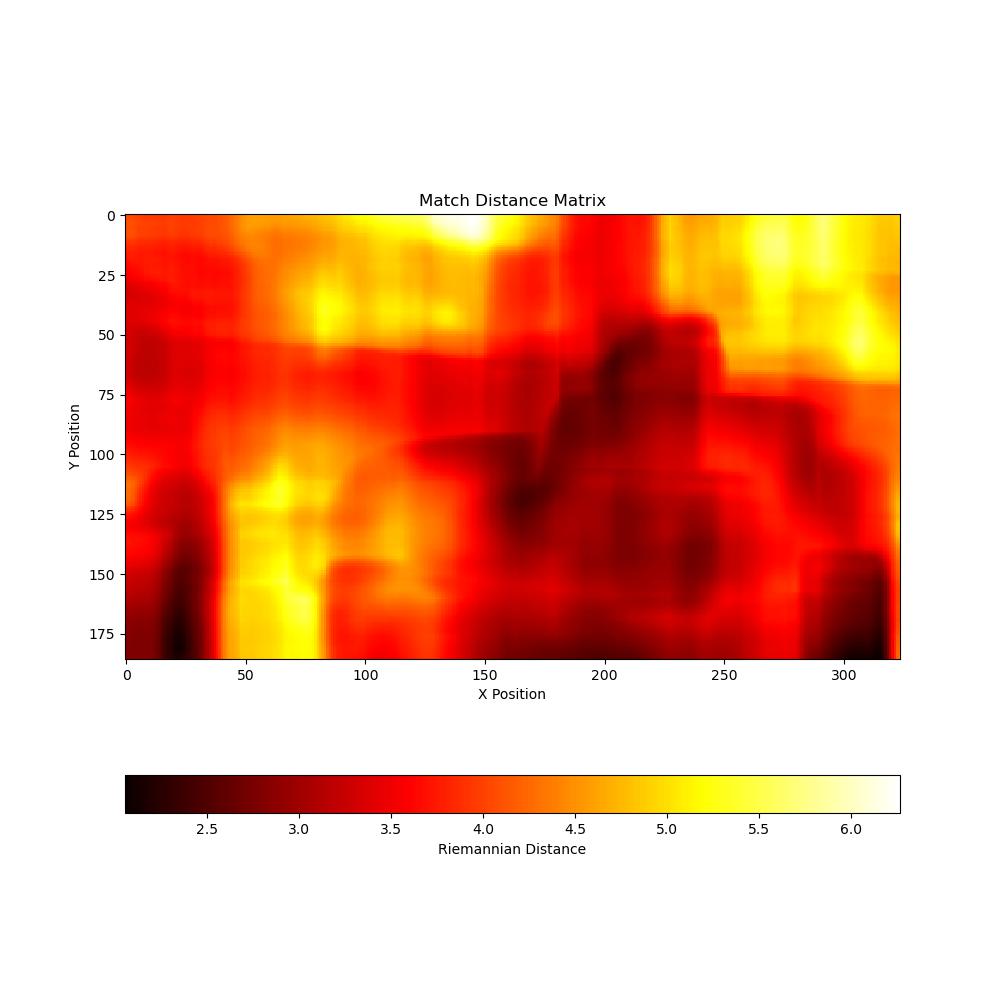 Match Distance Matrix
0
25
50
75
100
125
150
175
Y Position
0 50 100 150 200 250 300
X Position
2.5 3.0 3.5 4.0 4.5 5.0 5.5 6.0
Riemannian Distance